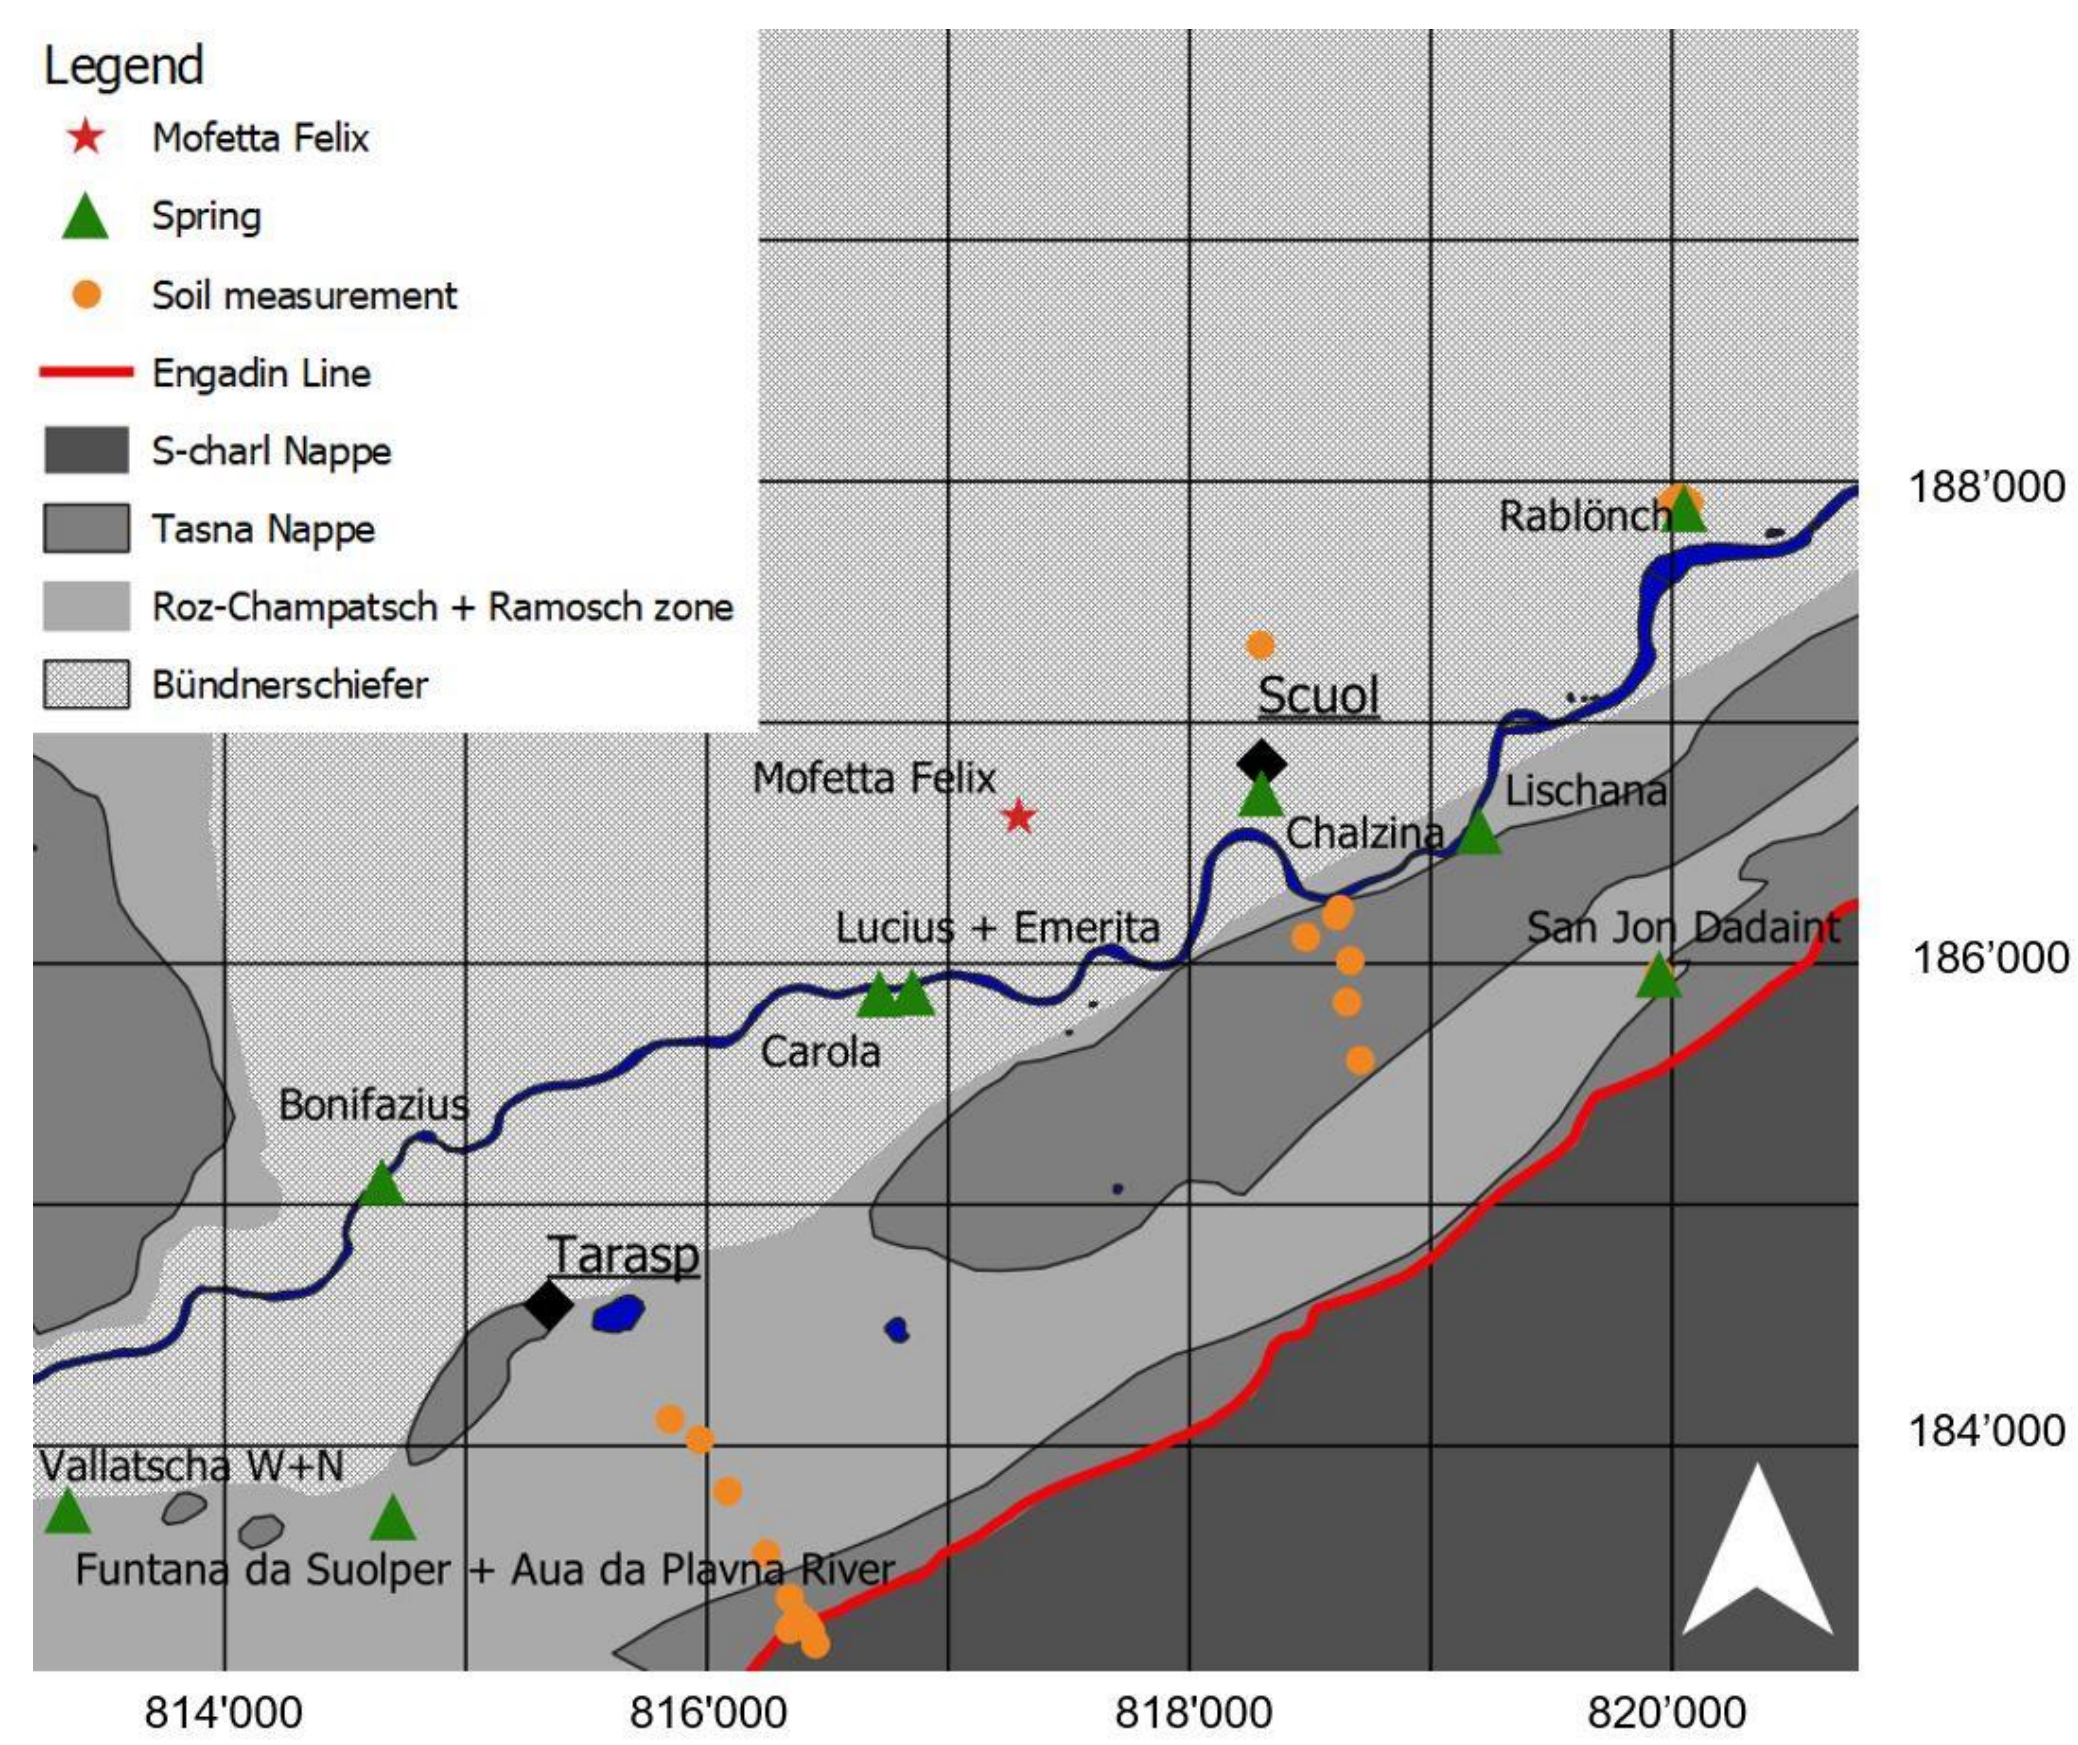 Legend
Mofetta Felix
Spring
Soil measurement
Engadin Line
S-charl Nappe
Tasna Nappe
Roz-Champatsch + Ramosch zone
Bündnerschiefer
188’000
Rablönch
Scuol
Mofetta Felix
Lischana
Chalzina
Lucius + Emerita
San Jon Dadaint
186’000
Carola
Bonifazius
Tarasp
184’000
Vallatscha W+N
Funtana da Suolper + Aua da Plavna River
814'000
816'000
818'000
820’000